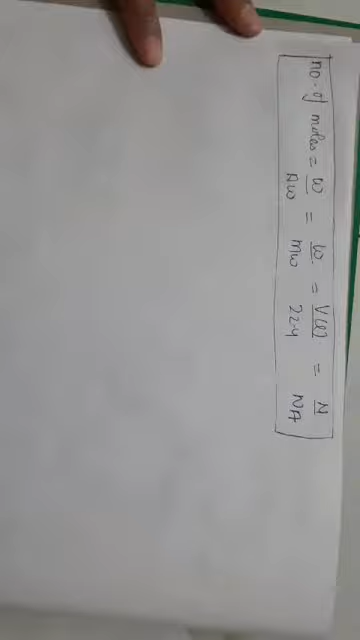 no. of moles = W/AW = W/MW = V(l)/22.4 = N/NA